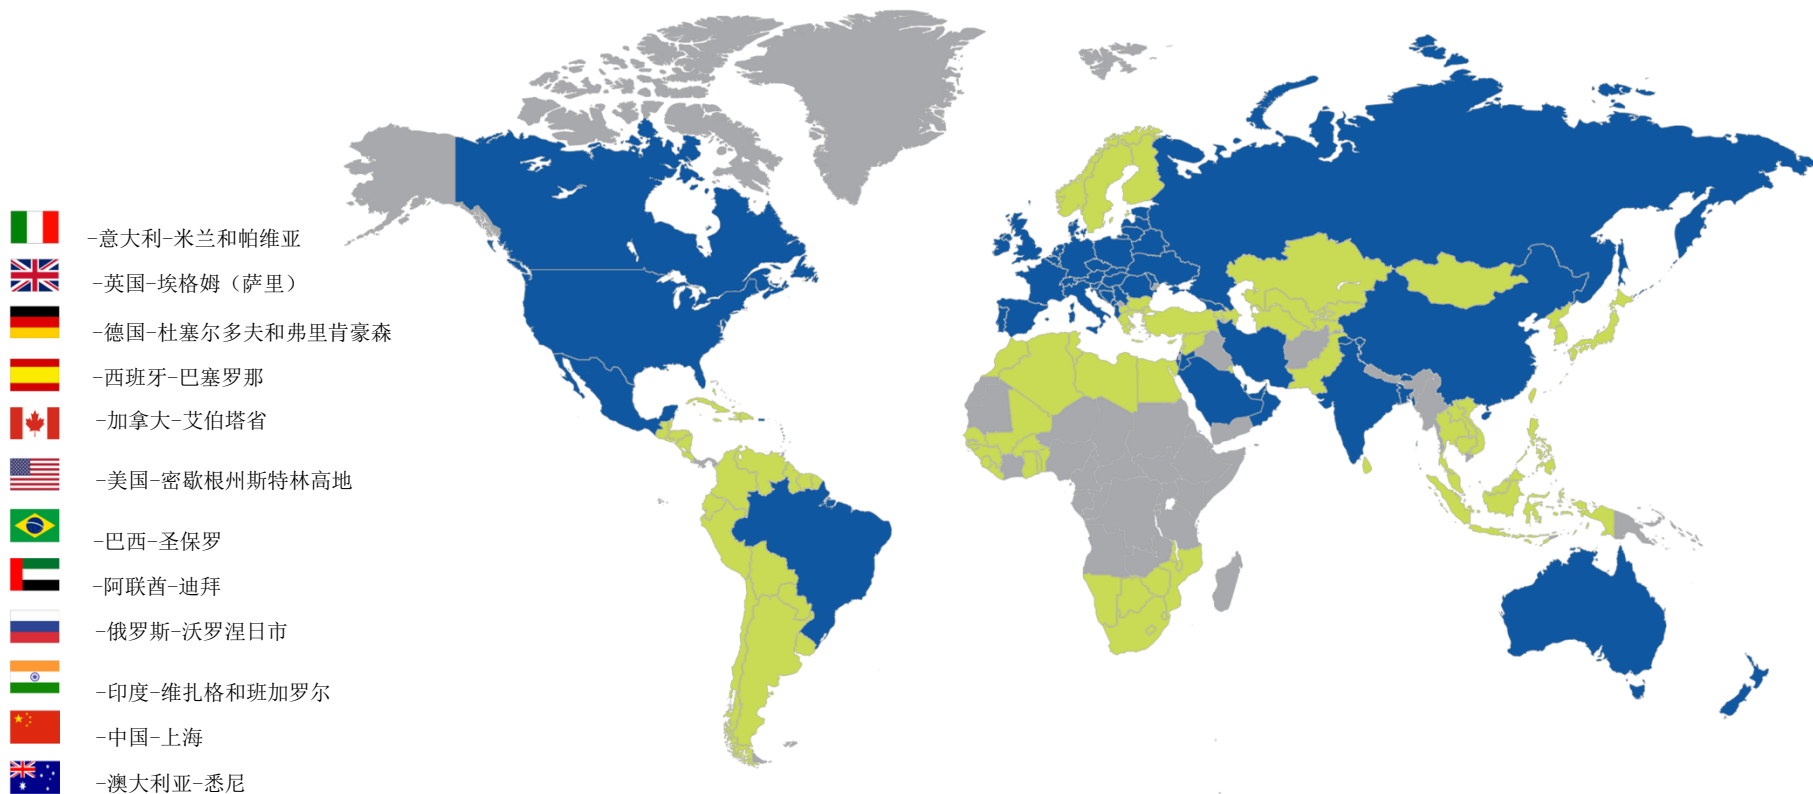 -意大利-米兰和帕维亚
-英国-埃格姆（萨里）
-德国-杜塞尔多夫和弗里肯豪森
-西班牙-巴塞罗那
-加拿大-艾伯塔省
-美国-密歇根州斯特林高地
-巴西-圣保罗
-阿联酋-迪拜
-俄罗斯-沃罗涅日市
-印度-维扎格和班加罗尔
-中国-上海
-澳大利亚-悉尼